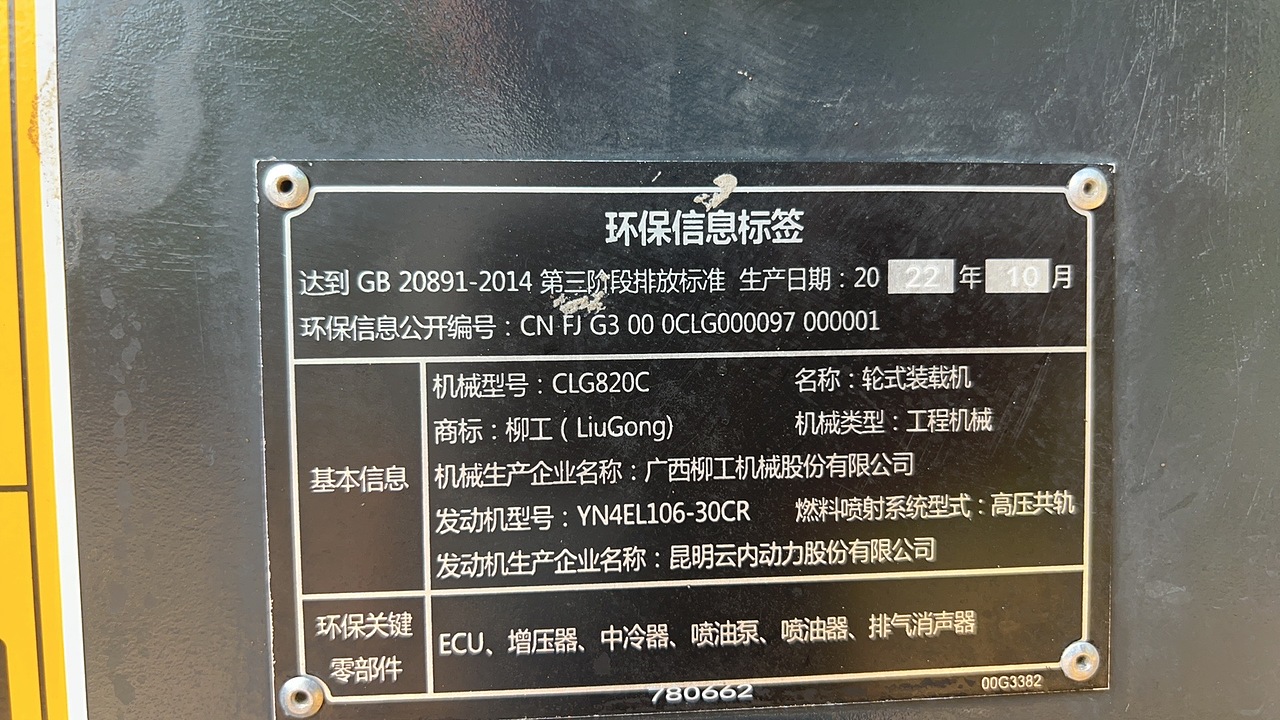 环保信息标签
达到 GB 20891-2014 第三阶段排放标准 生产日期：20 22 年 10 月
环保信息公开编号：CN FJ G3 00 0CLG000097 000001
基本信息
机械型号：CLG820C 名称：轮式装载机
商标：柳工 ( LiuGong) 机械类型：工程机械
机械生产企业名称：广西柳工机械股份有限公司
发动机型号：YN4EL106-30CR 燃料喷射系统型式：高压共轨
发动机生产企业名称：昆明云内动力股份有限公司
环保关键
零部件
ECU、增压器、中冷器、喷油泵、喷油器、排气消声器
780662
00G3382